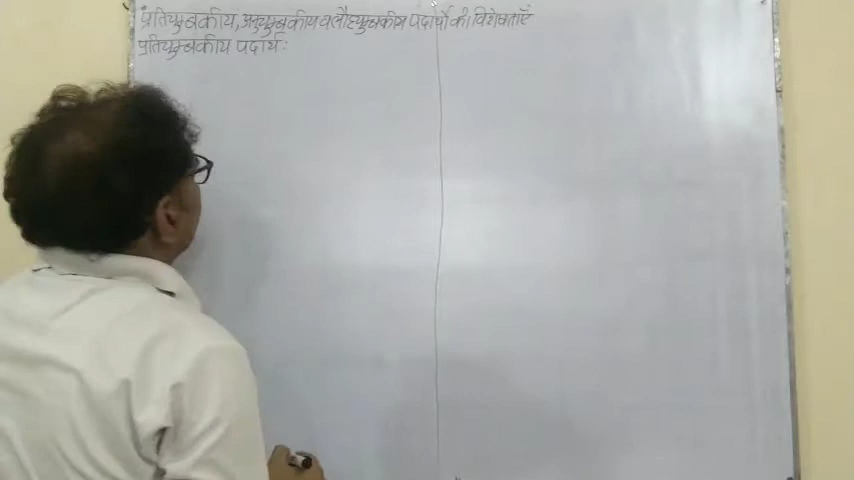 प्रतिचुम्बकीय, अनुचुम्बकीय व लौहचुम्बकीय पदार्थों की विशेषताएँ
प्रतिचुम्बकीय पदार्थ: